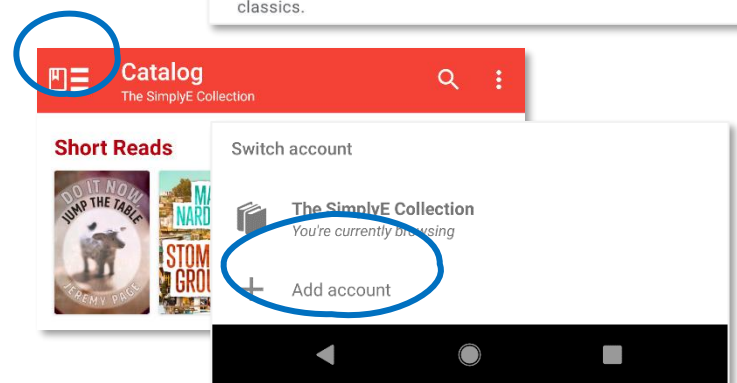 classics.
Catalog
The SimplyE Collection
Short Reads
DO IT NOW
JUMP THE TABLE
JEREMY PAGE
MA
NARD
STOM
GROU
Switch account
The SimplyE Collection
You're currently browsing
Add account